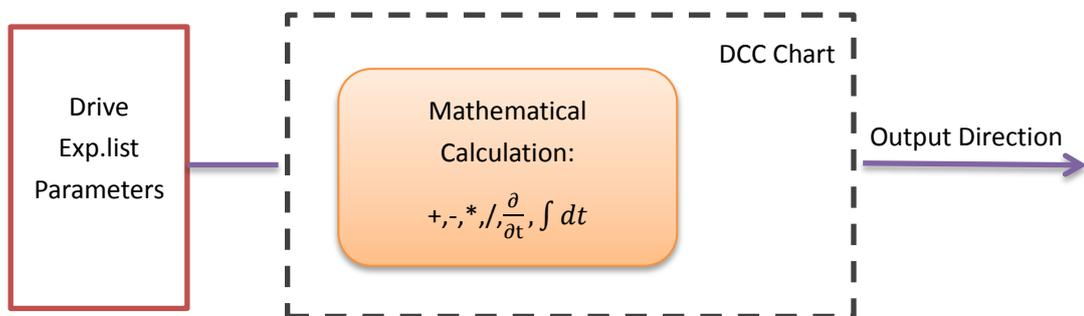 Drive
Exp.list
Parameters
DCC Chart
Mathematical
Calculation:
+,-,*,/,∂/∂t, ∫ dt
Output Direction